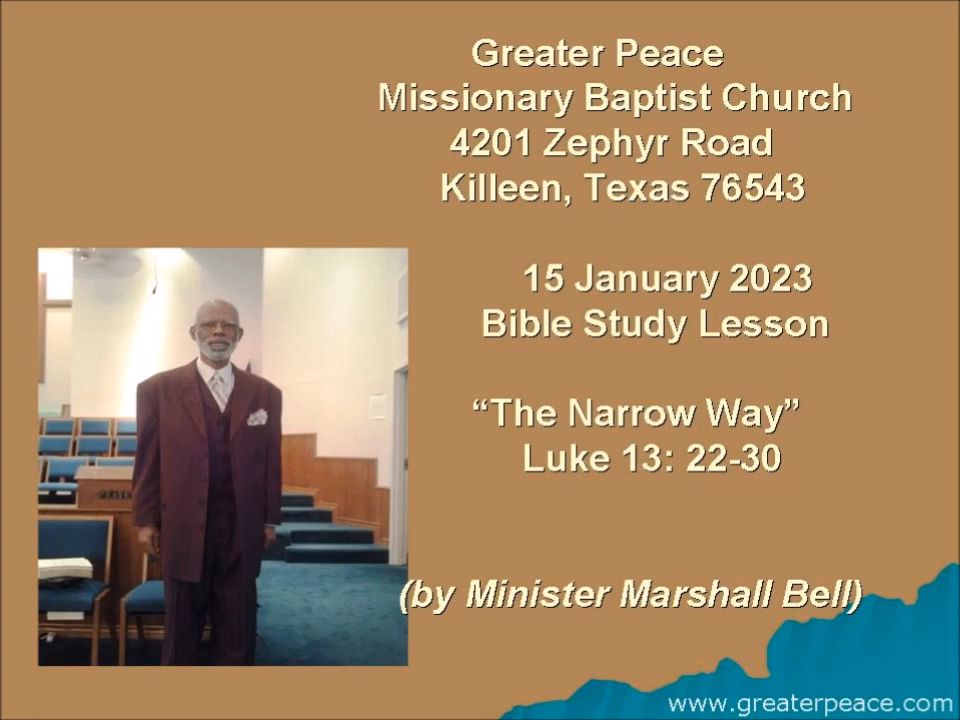 Greater Peace
Missionary Baptist Church
4201 Zephyr Road
Killeen, Texas 76543
15 January 2023
Bible Study Lesson
“The Narrow Way”
Luke 13: 22-30
PRAYER
(by Minister Marshall Bell)
www.greaterpeace.com